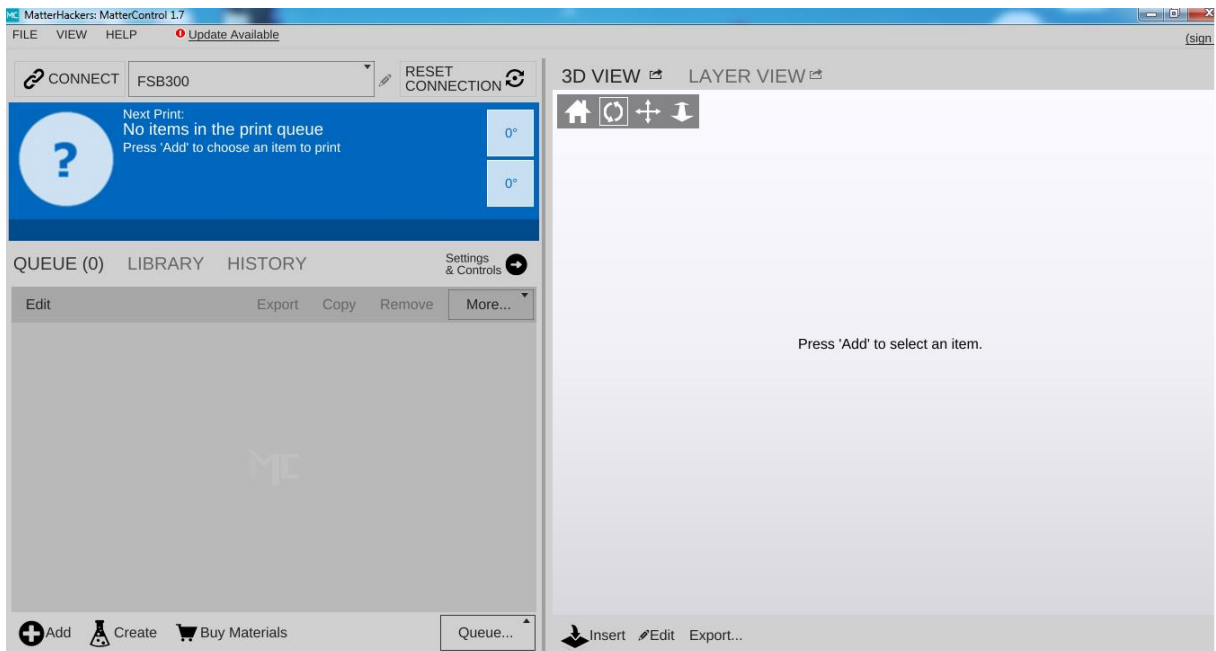 MC MatterHackers: MatterControl 1.7
FILE VIEW HELP Update Available
(sign
CONNECT FSB300 RESET CONNECTION
3D VIEW LAYER VIEW
Next Print:
No items in the print queue
Press 'Add' to choose an item to print
0°
0°
QUEUE (0) LIBRARY HISTORY Settings & Controls
Edit Export Copy Remove More...
Press 'Add' to select an item.
MC
Add Create Buy Materials Queue...
Insert Edit Export...